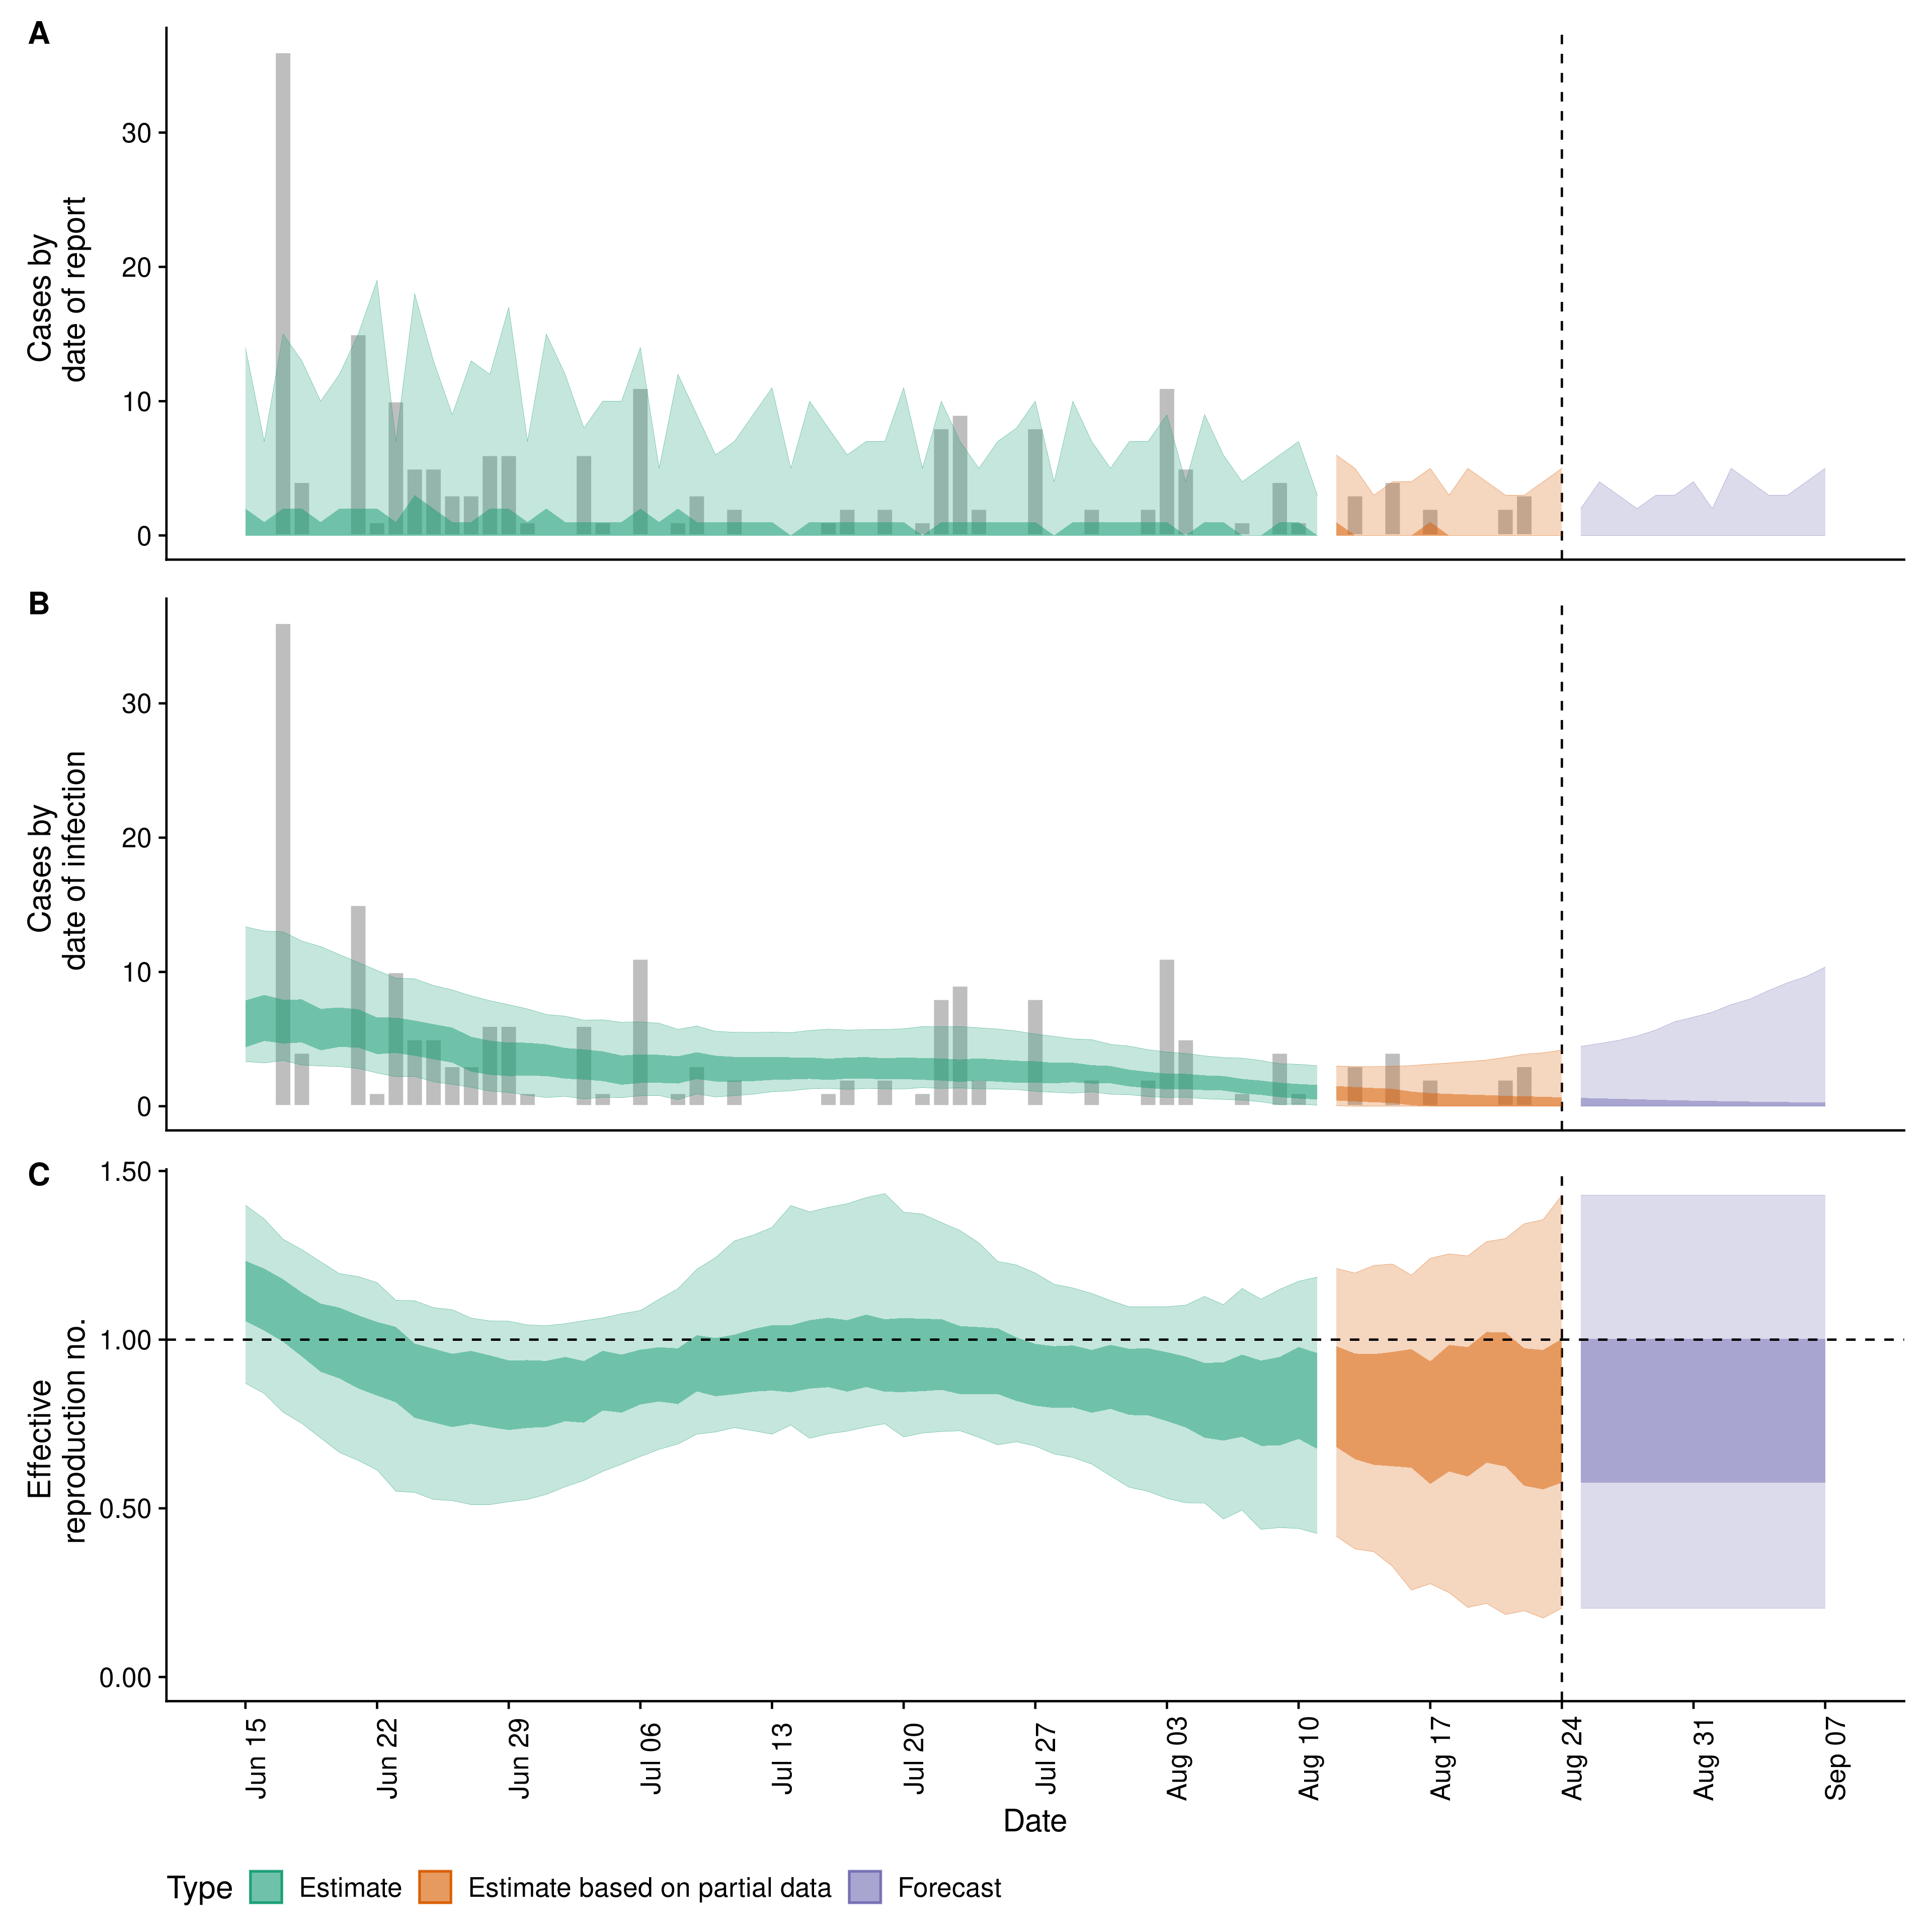 A
Cases by
date of report
30
20
10
0
B
Cases by
date of infection
30
20
10
0
C
Effective
reproduction no.
1.50
1.00
0.50
0.00
Jun 15
Jun 22
Jun 29
Jul 06
Jul 13
Jul 20
Jul 27
Aug 03
Aug 10
Aug 17
Aug 24
Aug 31
Sep 07
Date
Type Estimate Estimate based on partial data Forecast